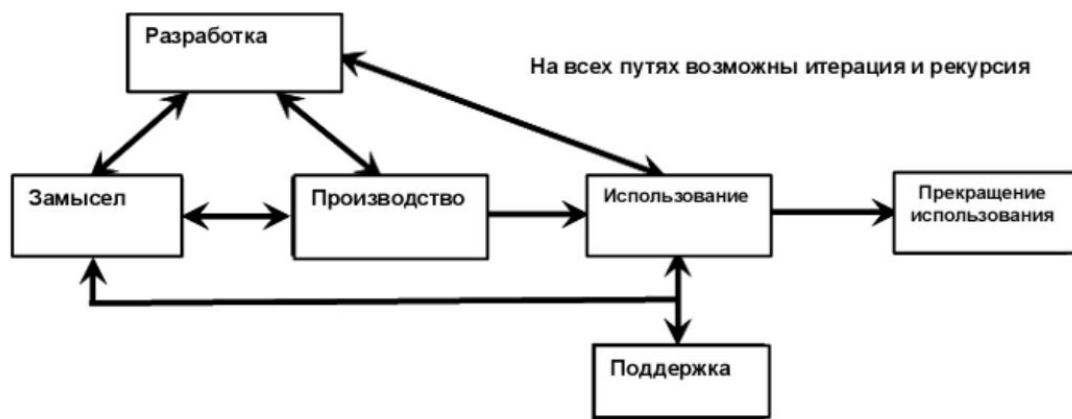 Разработка
На всех путях возможны итерация и рекурсия
Замысел
Производство
Использование
Прекращение
использования
Поддержка